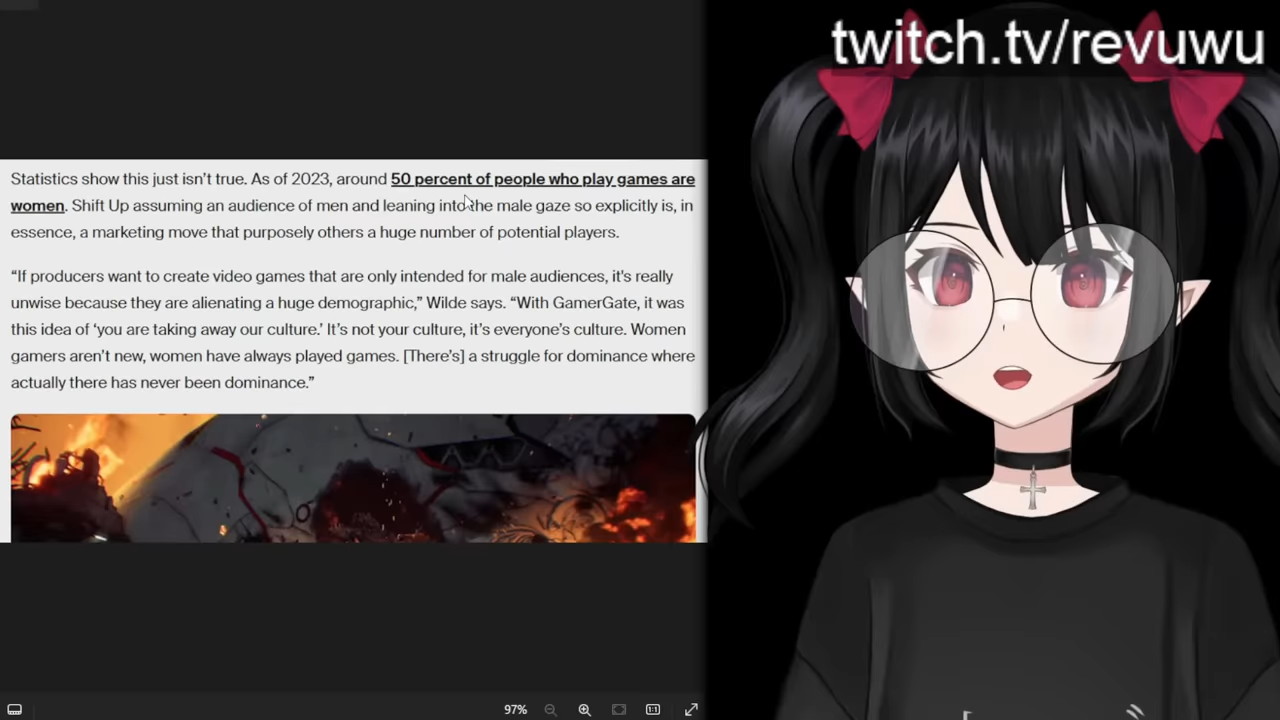 twitch.tv/revuwu
Statistics show this just isn't true. As of 2023, around 50 percent of people who play games are
women. Shift Up assuming an audience of men and leaning into the male gaze so explicitly is, in
essence, a marketing move that purposely others a huge number of potential players.
“If producers want to create video games that are only intended for male audiences, it's really
unwise because they are alienating a huge demographic,” Wilde says. “With GamerGate, it was
this idea of ‘you are taking away our culture.’ It’s not your culture, it’s everyone’s culture. Women
gamers aren’t new, women have always played games. [There’s] a struggle for dominance where
actually there has never been dominance.”
97%
1:1